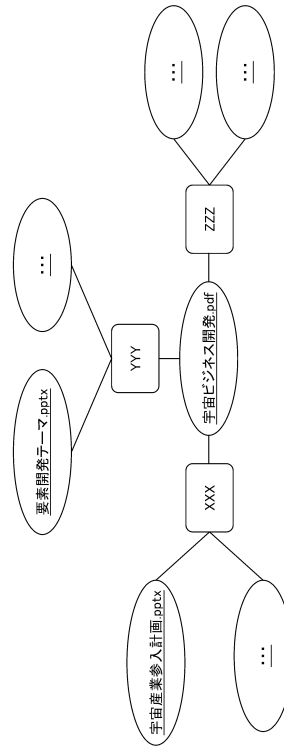 要素開発テーマ.pptx
…
YYY
宇宙産業参入計画.pptx
…
XXX
宇宙ビジネス開発.pdf
ZZZ
…
…